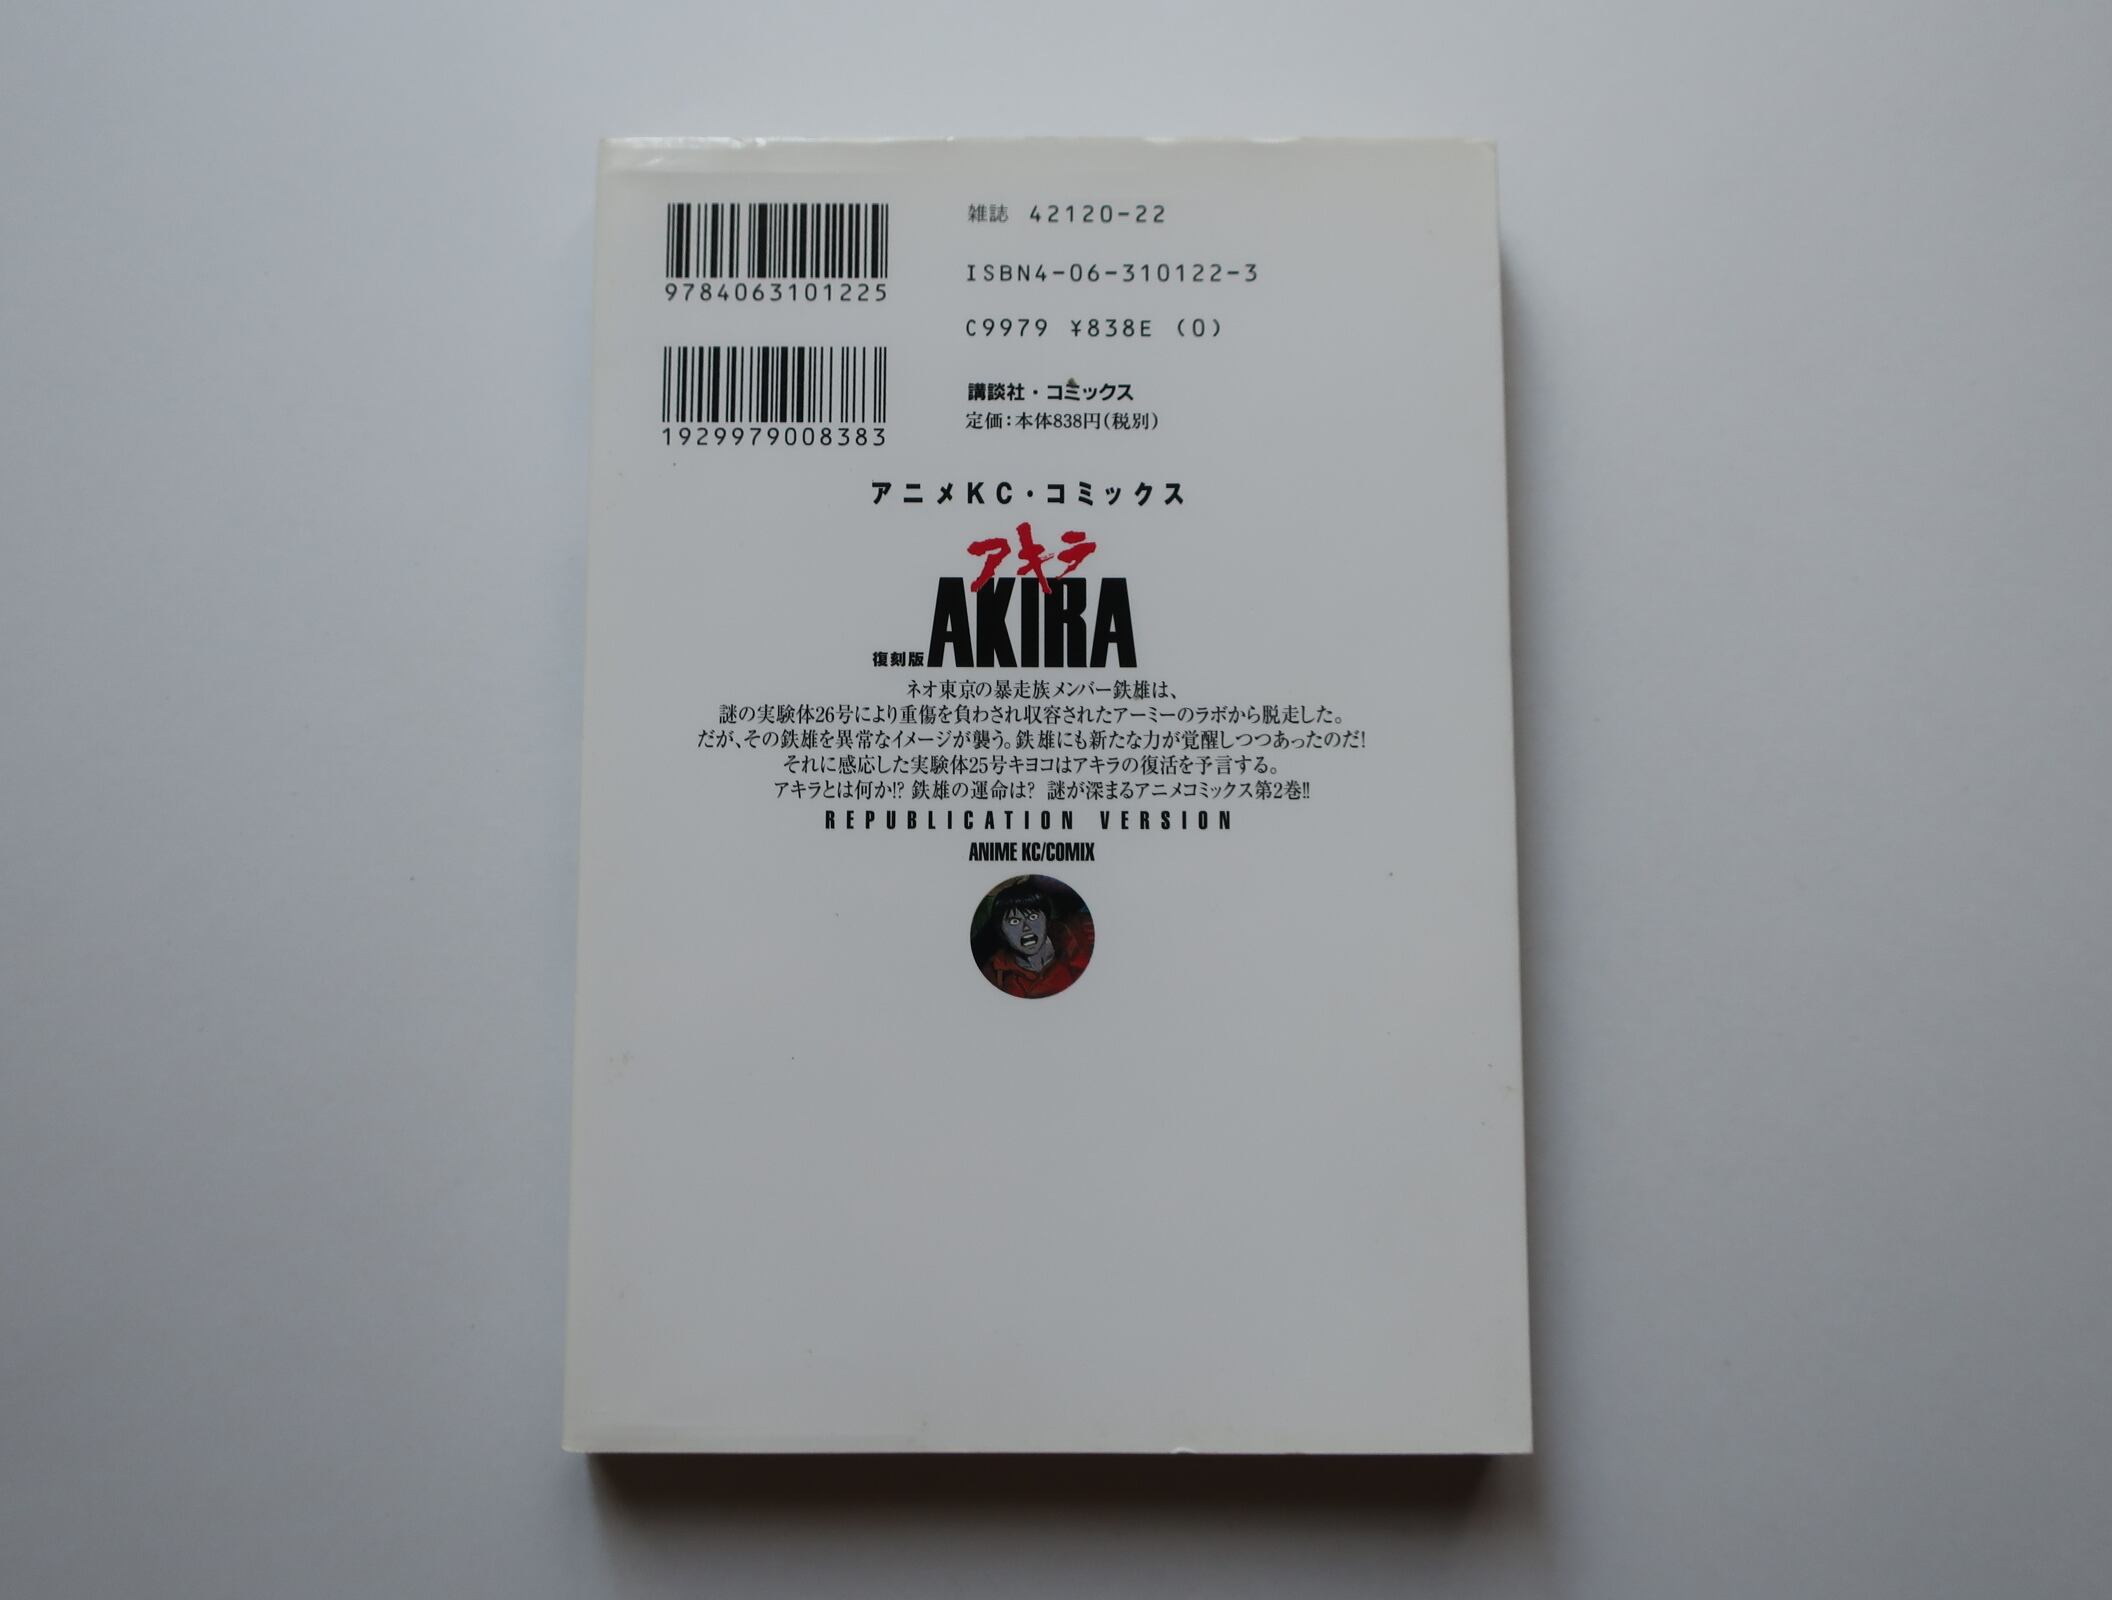 9784063101225
1929979008383
雑誌 42120-22
ISBN4-06-310122-3
C9979 ¥838E (0)
講談社・コミックス
定価：本体838円（税別）
アニメKC・コミックス
アキラ
復刻版 AKIRA
ネオ東京の暴走族メンバー鉄雄は、
謎の実験体26号により重傷を負わされ収容されたアーミーのラボから脱走した。
だが、その鉄雄を異常なイメージが襲う。鉄雄にも新たな力が覚醒しつつあったのだ!
それに感応した実験体25号キヨコはアキラの復活を予言する。
アキラとは何か!? 鉄雄の運命は? 謎が深まるアニメコミックス第2巻!!
REPUBLICATION VERSION
ANIME KC/COMIX